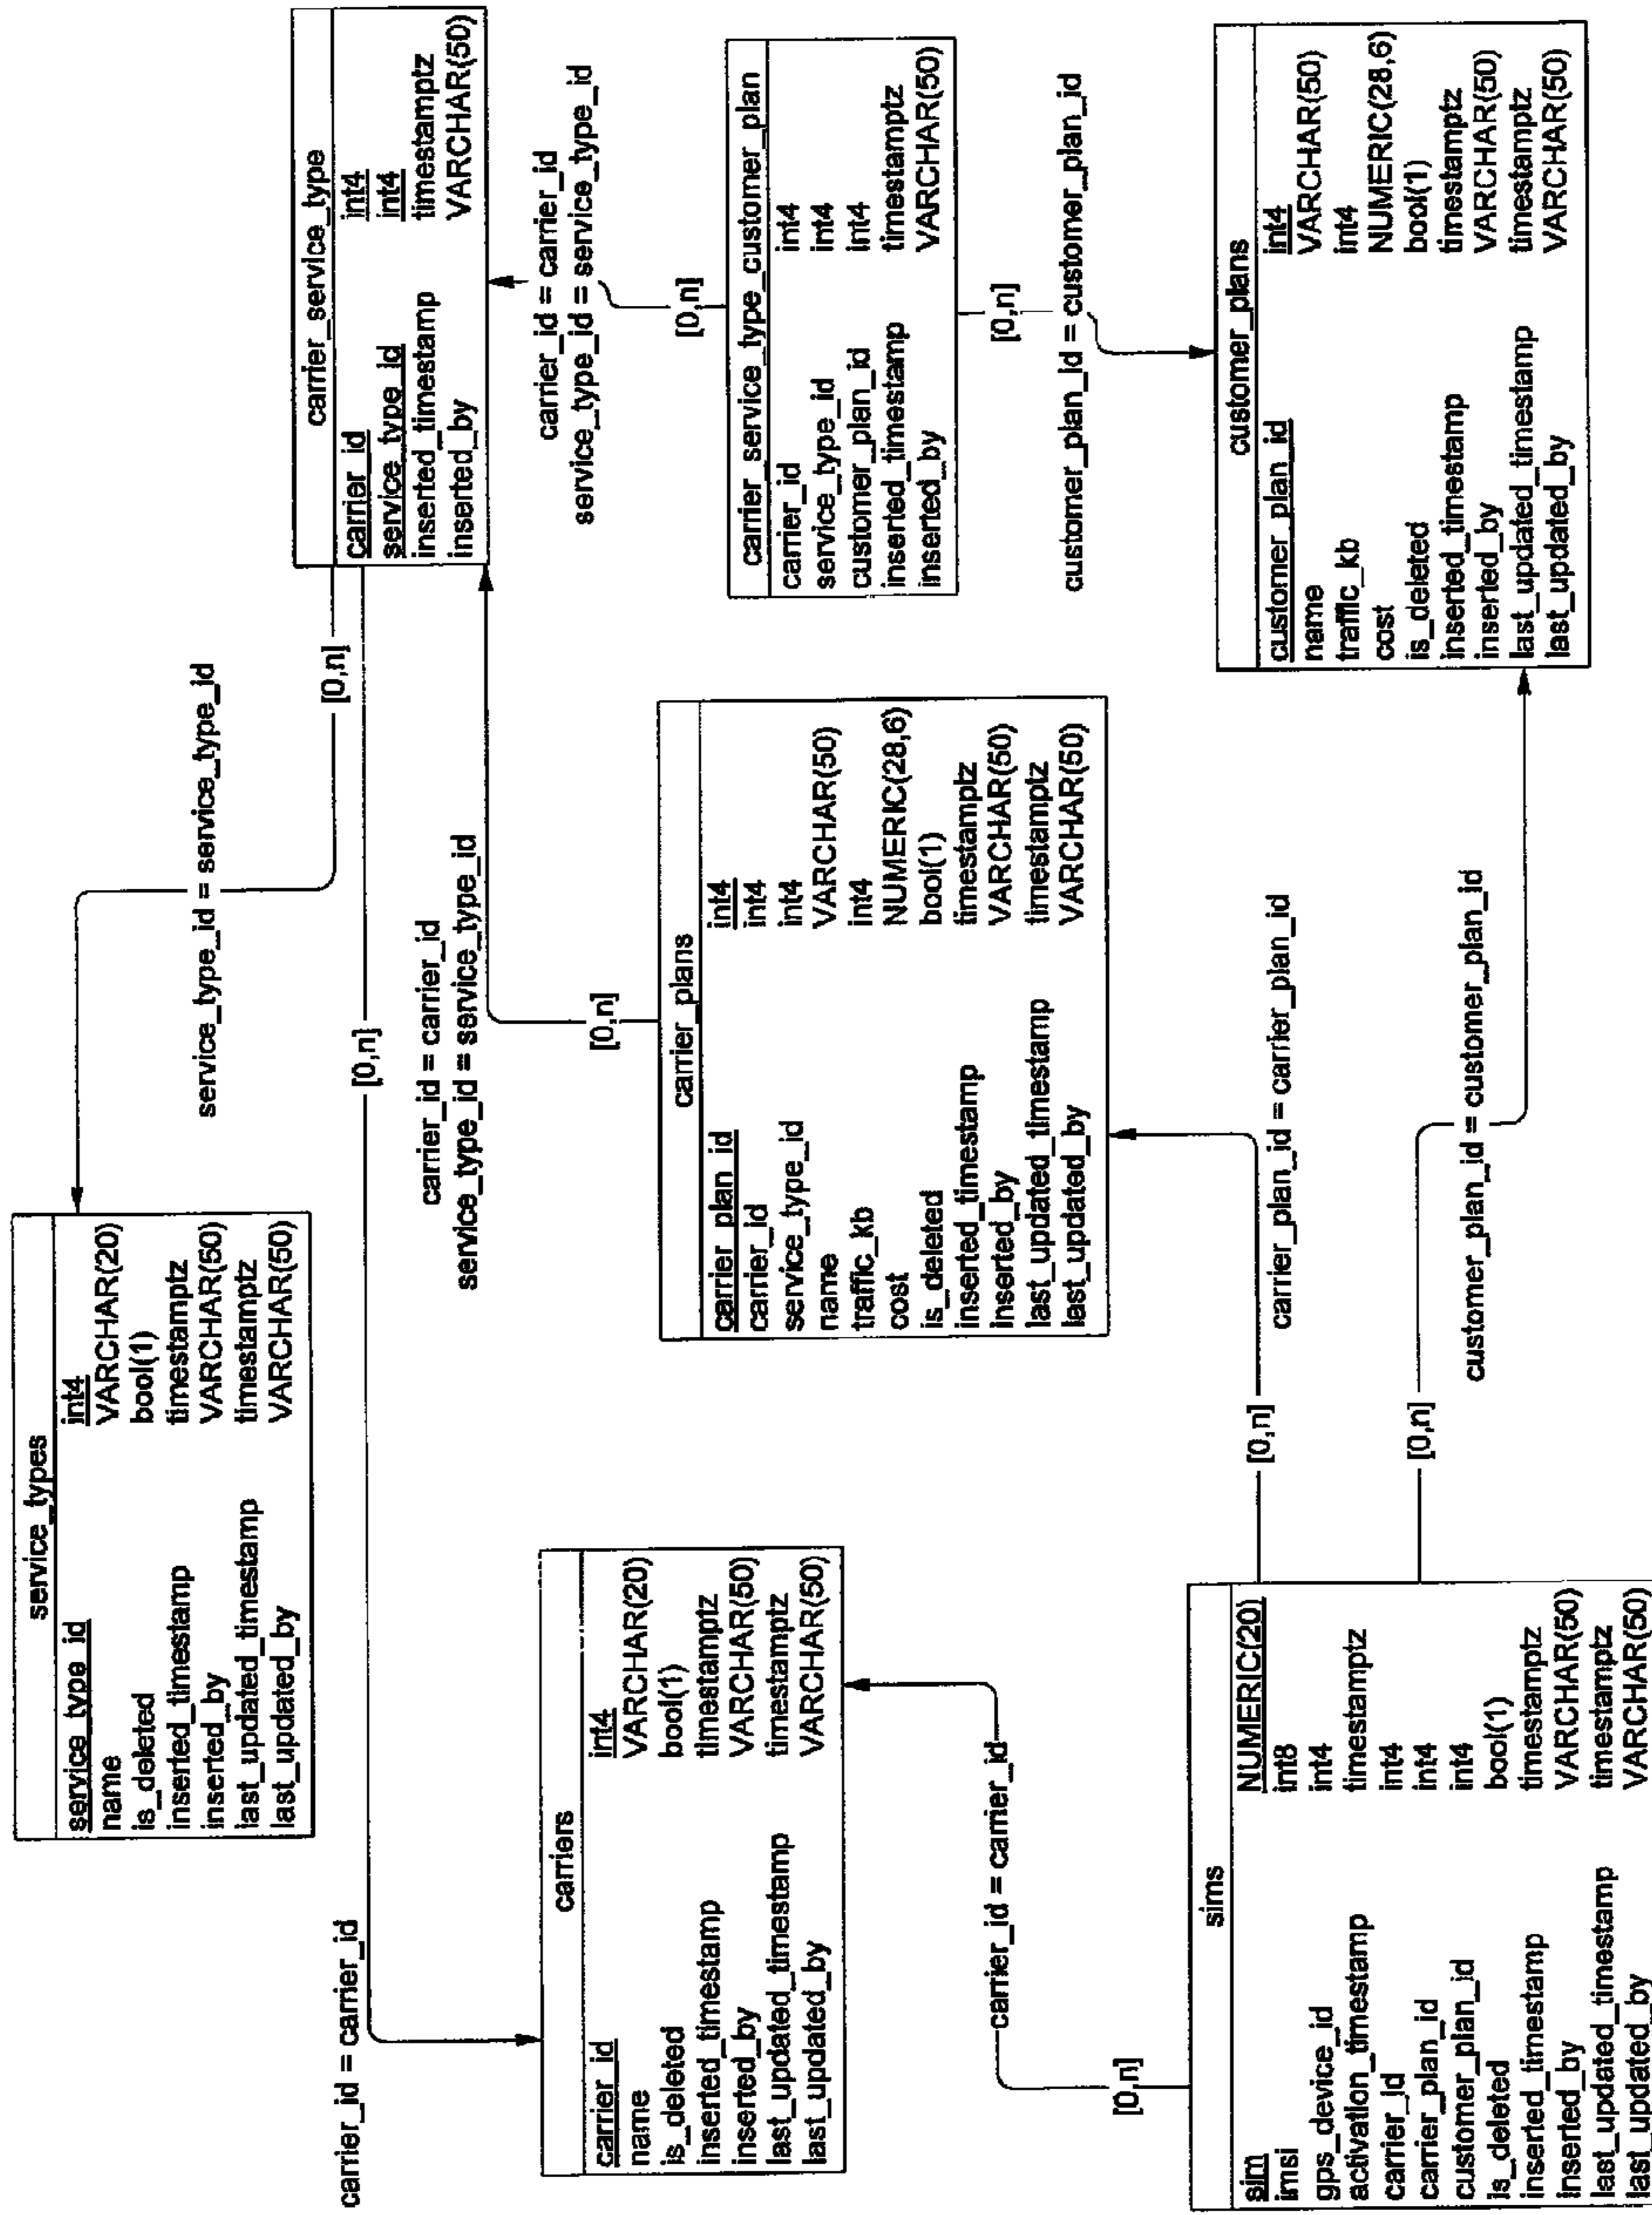 service_types
service_type_id int4
name VARCHAR(20)
is_deleted bool(1)
inserted_timestamp timestamptz
inserted_by VARCHAR(50)
last_updated_timestamp timestamptz
last_updated_by VARCHAR(50)
service_type_id = service_type_id
[0,n]
carrier_service_type
carrier_id int4
service_type_id int4
inserted_timestamp timestamptz
inserted_by VARCHAR(50)
carrier_id = carrier_id
[0,n]
carriers
carrier_id int4
name VARCHAR(20)
is_deleted bool(1)
inserted_timestamp timestamptz
inserted_by VARCHAR(50)
last_updated_timestamp timestamptz
last_updated_by VARCHAR(50)
carrier_id = carrier_id
service_type_id = service_type_id
[0,n]
carrier_plans
carrier_plan_id int4
carrier_id int4
service_type_id int4
name VARCHAR(50)
traffic_kb int4
cost NUMERIC(28,6)
is_deleted bool(1)
inserted_timestamp timestamptz
inserted_by VARCHAR(50)
last_updated_timestamp timestamptz
last_updated_by VARCHAR(50)
carrier_id = carrier_id
service_type_id = service_type_id
[0,n]
carrier_service_type_customer_plan
carrier_id int4
service_type_id int4
customer_plan_id int4
inserted_timestamp timestamptz
inserted_by VARCHAR(50)
[0,n]
customer_plan_id = customer_plan_id
carrier_id = carrier_id
[0,n]
sims
sim NUMERIC(20)
imsi int8
gps_device_id int4
activation_timestamp timestamptz
carrier_id int4
carrier_plan_id int4
customer_plan_id int4
is_deleted bool(1)
inserted_timestamp timestamptz
inserted_by VARCHAR(50)
last_updated_timestamp timestamptz
last_updated_by VARCHAR(50)
[0,n]
carrier_plan_id = carrier_plan_id
[0,n]
customer_plan_id = customer_plan_id
customer_plans
customer_plan_id int4
name VARCHAR(50)
traffic_kb int4
cost NUMERIC(28,6)
is_deleted bool(1)
inserted_timestamp timestamptz
inserted_by VARCHAR(50)
last_updated_timestamp timestamptz
last_updated_by VARCHAR(50)